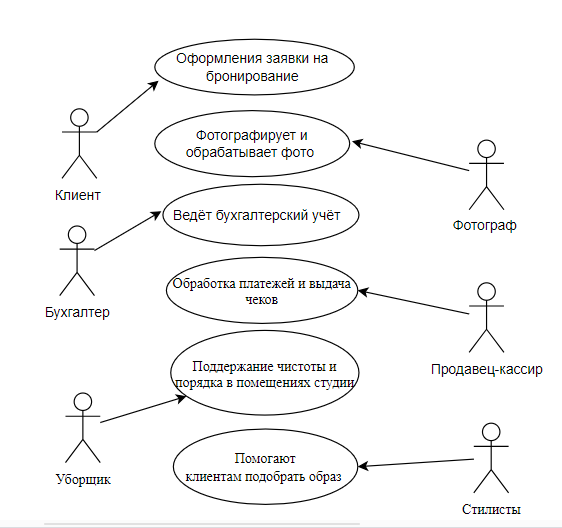 Оформления заявки на
бронирование
Клиент
Фотографирует и
обрабатывает фото
Фотограф
Ведёт бухгалтерский учёт
Бухгалтер
Обработка платежей и выдача
чеков
Продавец-кассир
Поддержание чистоты и
порядка в помещениях студии
Уборщик
Помогают
клиентам подобрать образ
Стилисты